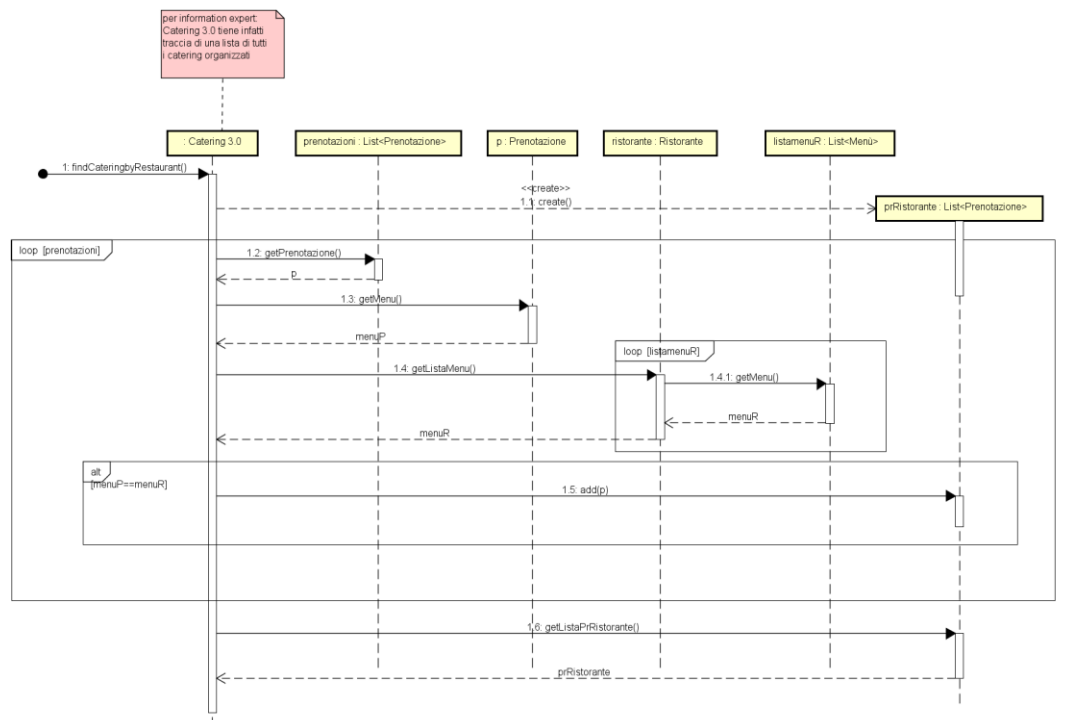 per information expert:
Catering 3.0 tiene infatti
traccia di una lista di tutti
i catering organizzati
: Catering 3.0
prenotazioni : List<Prenotazione>
p : Prenotazione
ristorante : Ristorante
listamenuR : List<Menù>
1: findCateringbyRestaurant()
<<create>>
1.1: create()
prRistorante : List<Prenotazione>
loop [prenotazioni]
1.2: getPrenotazione()
p
1.3: getMenu()
menuP
loop [listamenuR]
1.4: getListaMenu()
1.4.1: getMenu()
menuR
menuR
alt
[menuP==menuR]
1.5: add(p)
1.6: getListaPrRistorante()
prRistorante